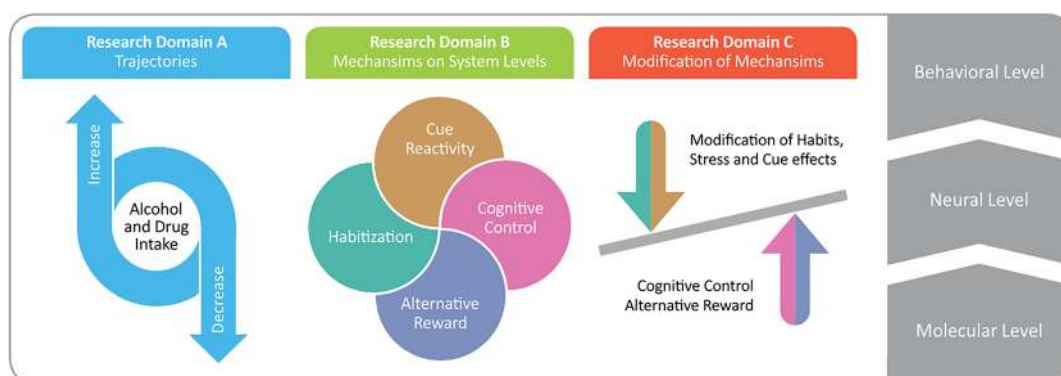 Research Domain A
Trajectories
Increase
Alcohol
and Drug
Intake
Decrease
Research Domain B
Mechansims on System Levels
Cue
Reactivity
Habitization
Cognitive
Control
Alternative
Reward
Research Domain C
Modification of Mechansims
Modification of Habits,
Stress and Cue effects
Cognitive Control
Alternative Reward
Behavioral Level
Neural Level
Molecular Level